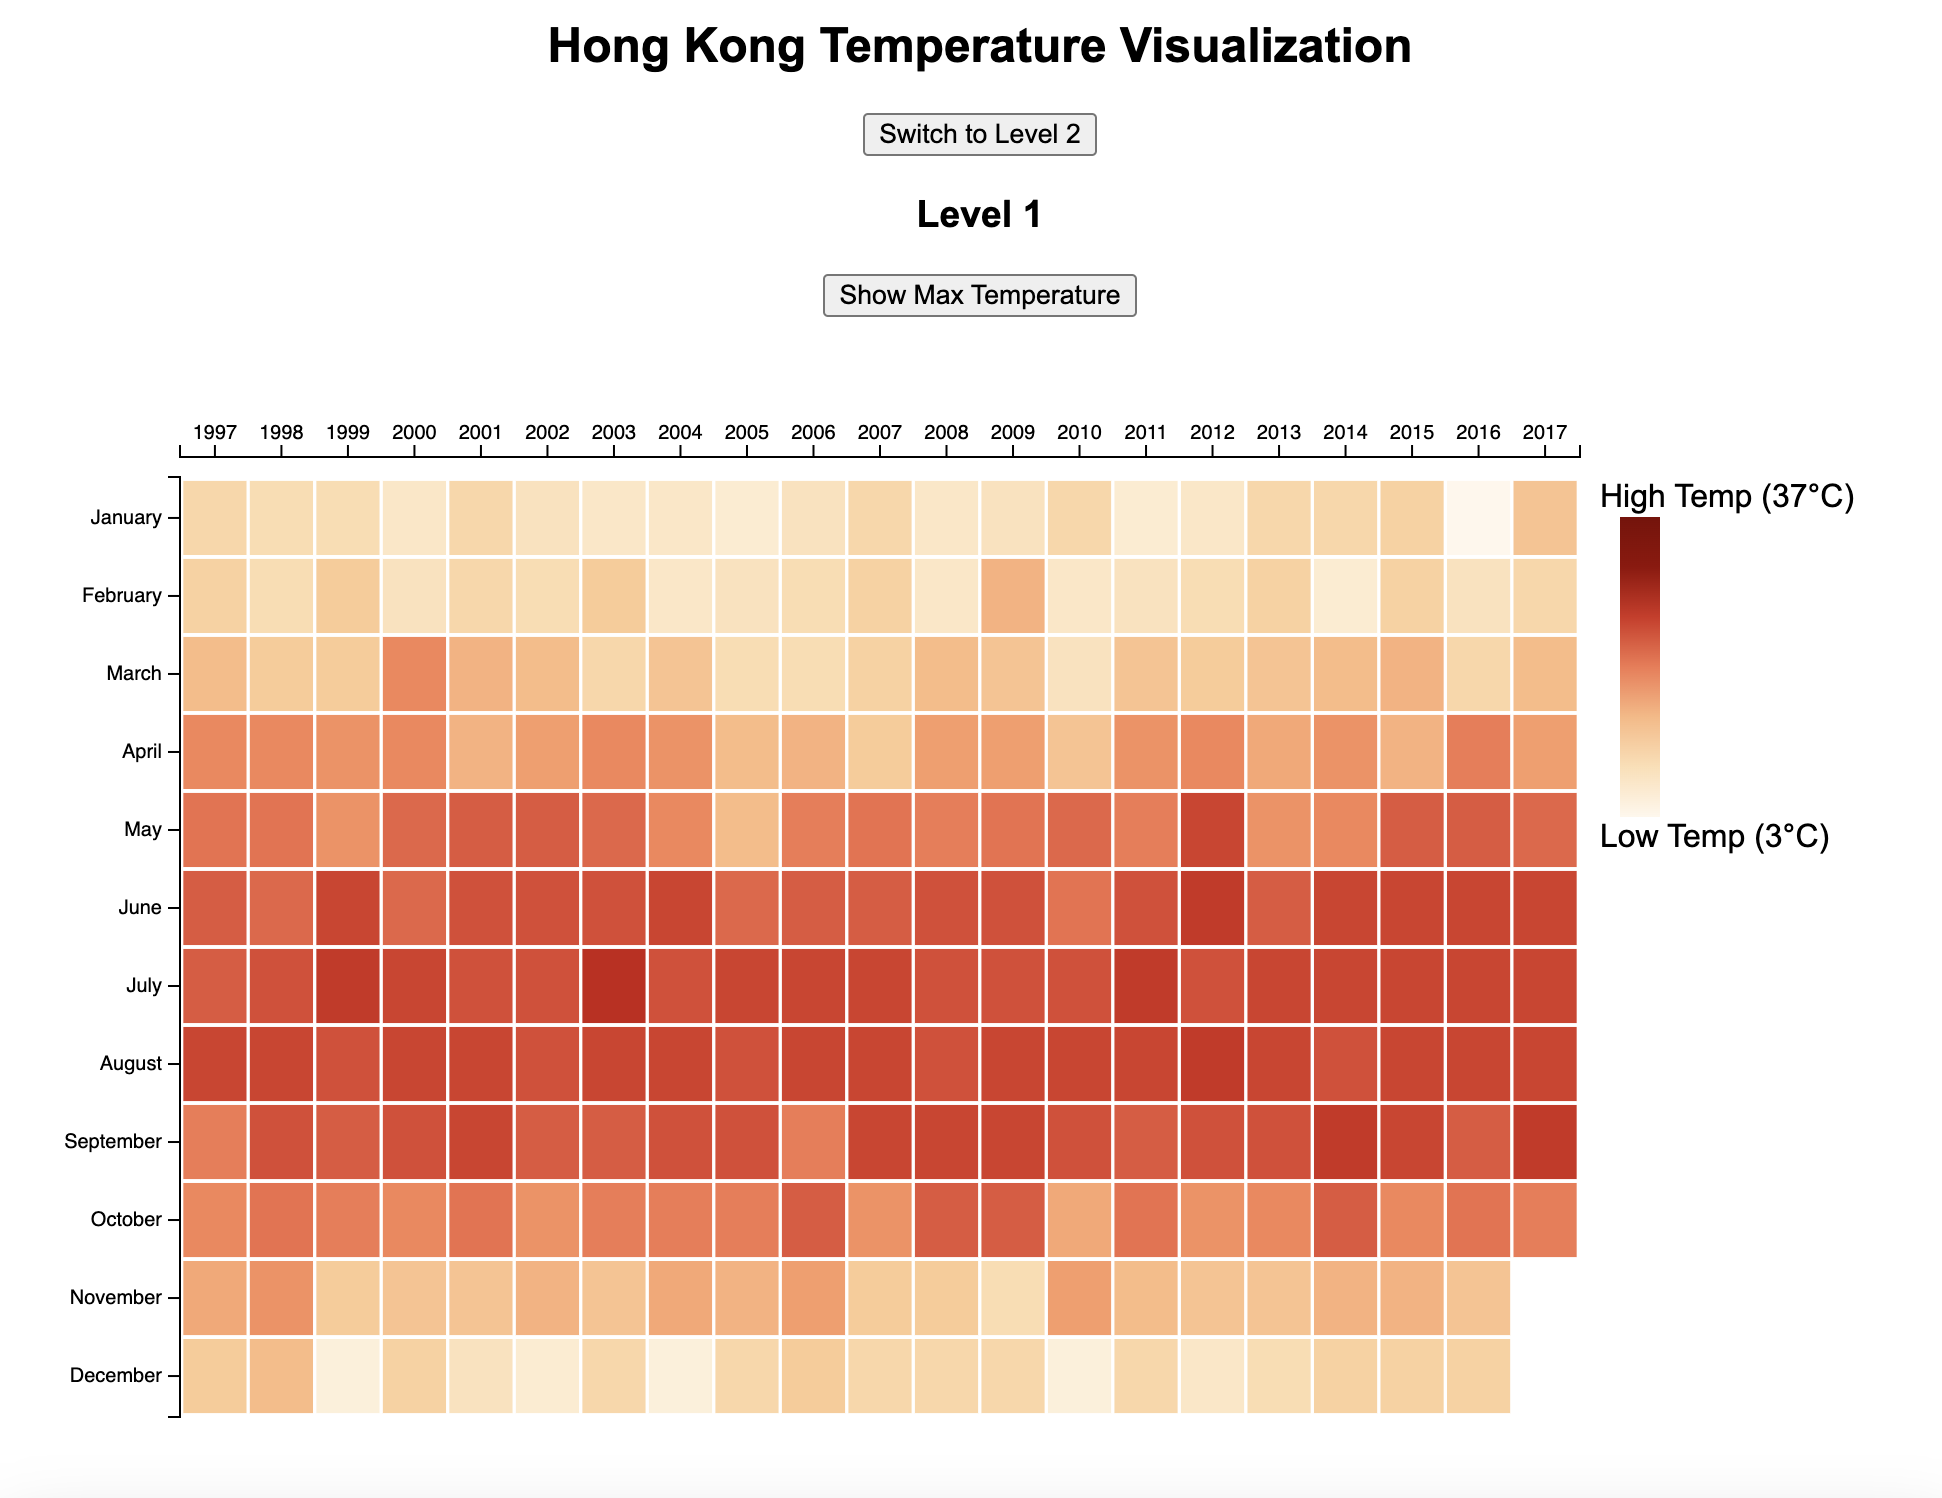 Hong Kong Temperature Visualization
Switch to Level 2
Level 1
Show Max Temperature
1997 1998 1999 2000 2001 2002 2003 2004 2005 2006 2007 2008 2009 2010 2011 2012 2013 2014 2015 2016 2017
High Temp (37°C)
Low Temp (3°C)
January
February
March
April
May
June
July
August
September
October
November
December